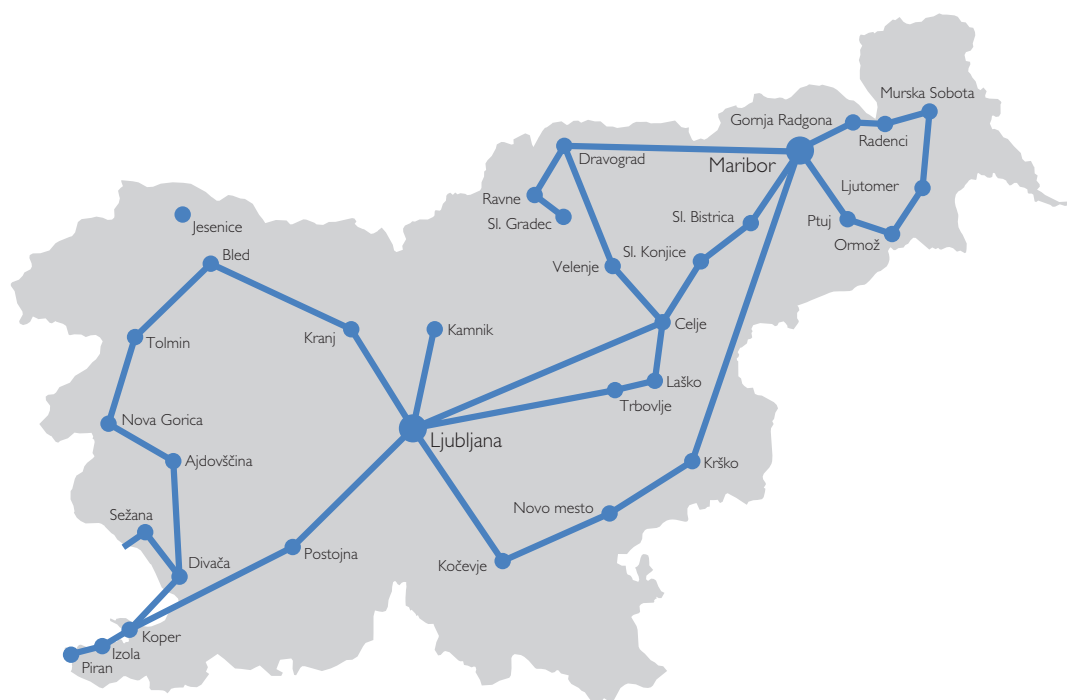 Murska Sobota
Gornja Radgona
Radenci
Dravograd
Maribor
Ravne
Ljutomer
Sl. Gradec
Sl. Bistrica
Ptuj
Jesenice
Ormož
Bled
Sl. Konjice
Velenje
Kamnik
Celje
Kranj
Tolmin
Laško
Trbovlje
Nova Gorica
Ljubljana
Ajdovščina
Krško
Sežana
Novo mesto
Postojna
Divača
Kočevje
Koper
Izola
Piran